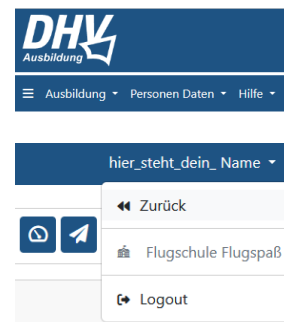 DHV
Ausbildung
Ausbildung Personen Daten Hilfe
hier_steht_dein_ Name
Zurück
Flugschule Flugspaß
Logout